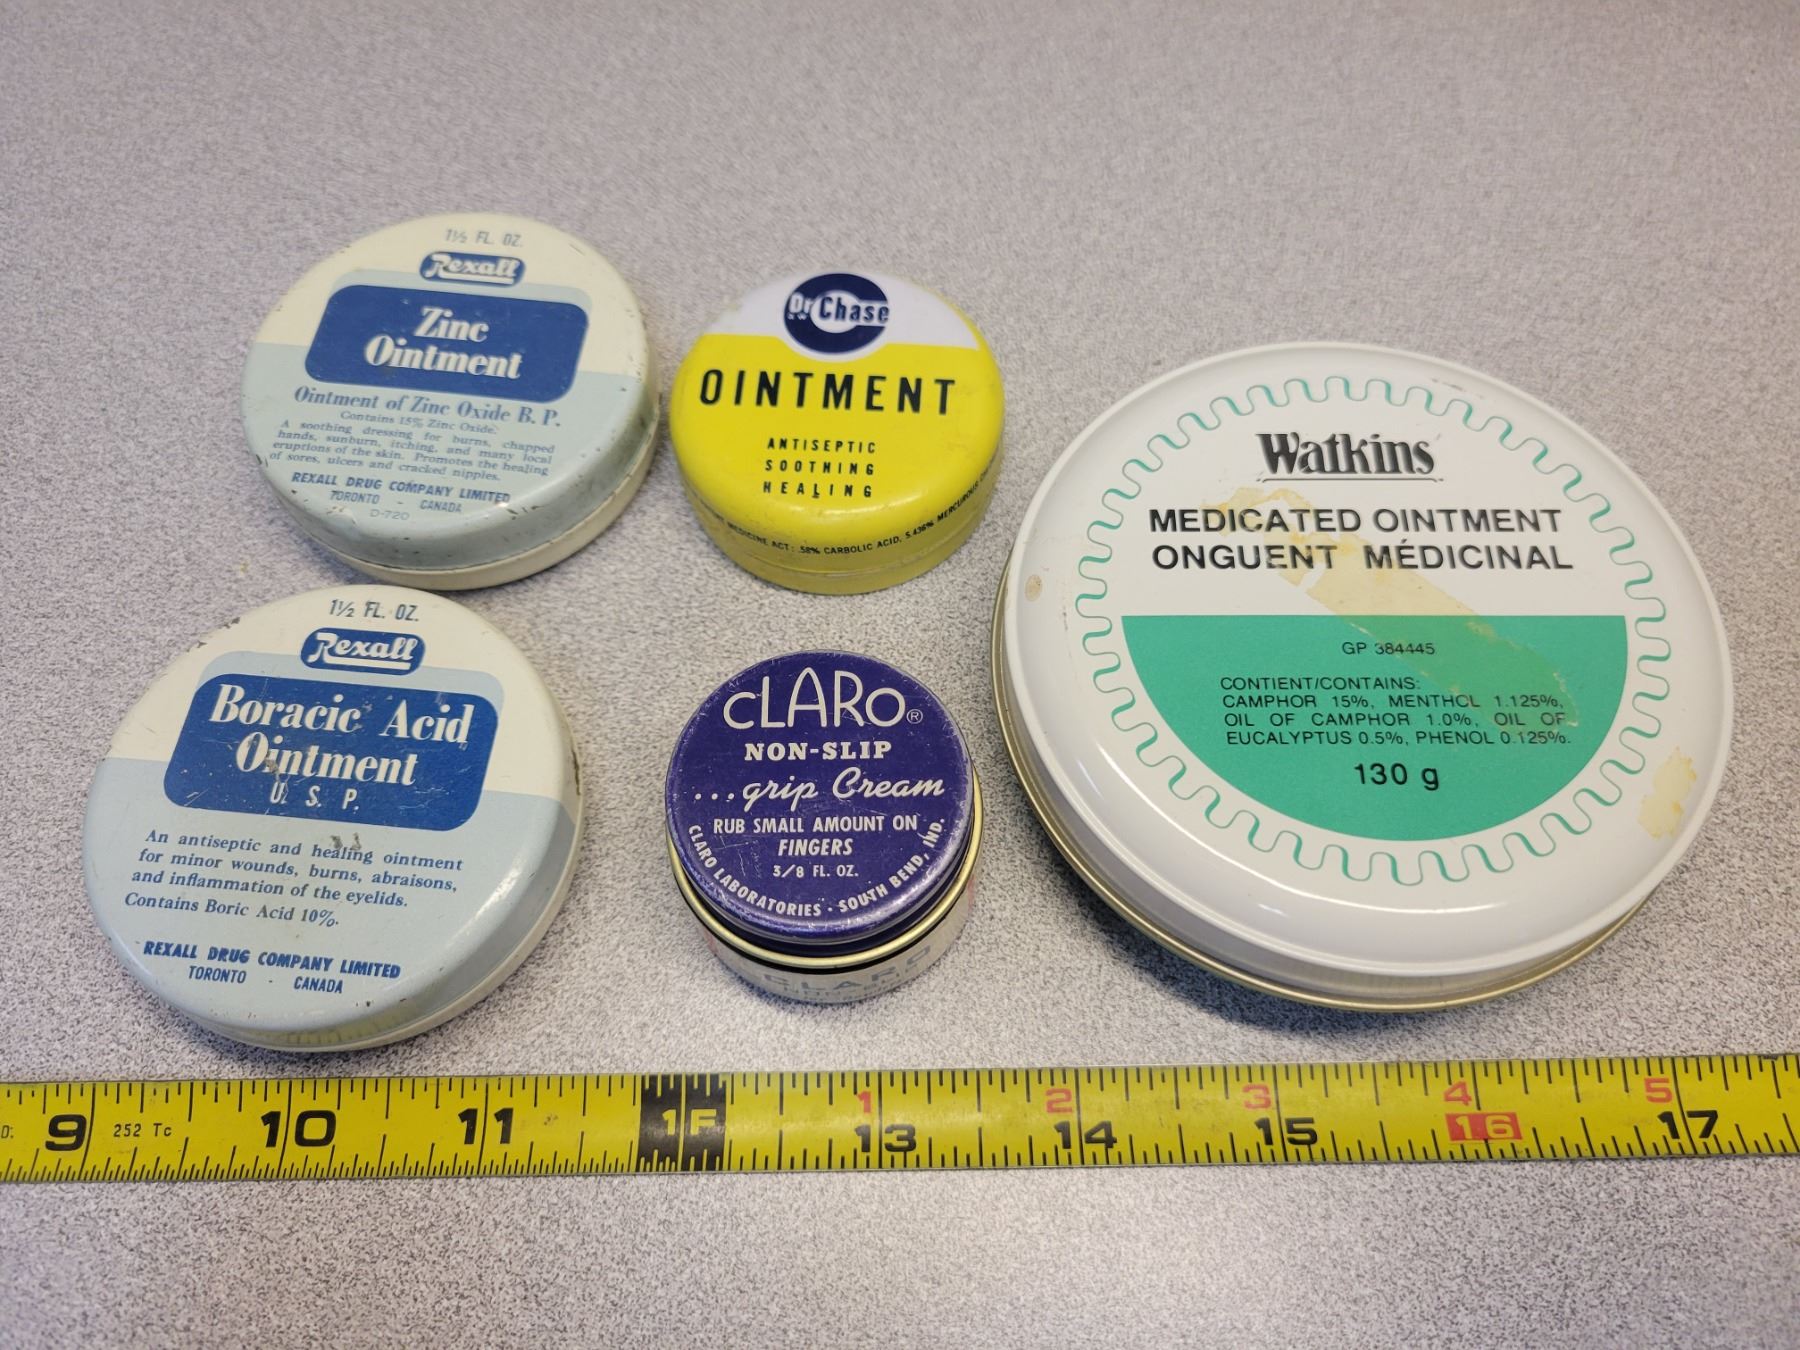 1½ FL. OZ.
Rexall
Zinc
Ointment
Ointment of Zinc Oxide B. P.
Contains 15% Zinc Oxide.
A soothing dressing for burns, chapped
hands, sunburn, itching, and many local
eruptions of the skin. Promotes the healing
of sores, ulcers and cracked nipples.
REXALL DRUG COMPANY LIMITED
TORONTO - CANADA
D-720
Dr Chase
A W
OINTMENT
ANTISEPTIC
SOOTHING
HEALING
MEDICINE ACT: .58% CARBOLIC ACID, 5.436% MERCUROUS
Watkins
MEDICATED OINTMENT
ONGUENT MÉDICINAL
GP 384445
CONTIENT/CONTAINS:
CAMPHOR 15%, MENTHOL 1.125%,
OIL OF CAMPHOR 1.0%, OIL OF
EUCALYPTUS 0.5%, PHENOL 0.125%.
130 g
1½ FL. OZ.
Rexall
Boracic Acid
Ointment
U. S. P.
An antiseptic and healing ointment
for minor wounds, burns, abraisons,
and inflammation of the eyelids.
Contains Boric Acid 10%.
REXALL DRUG COMPANY LIMITED
TORONTO - CANADA
CLARO®
NON-SLIP
...grip Cream
RUB SMALL AMOUNT ON
FINGERS
3/8 FL. OZ.
CLARO LABORATORIES · SOUTH BEND, IND.
CLARO
1 2 3 4 5
9 252 Tc 10 11 1F 13 14 15 16 17